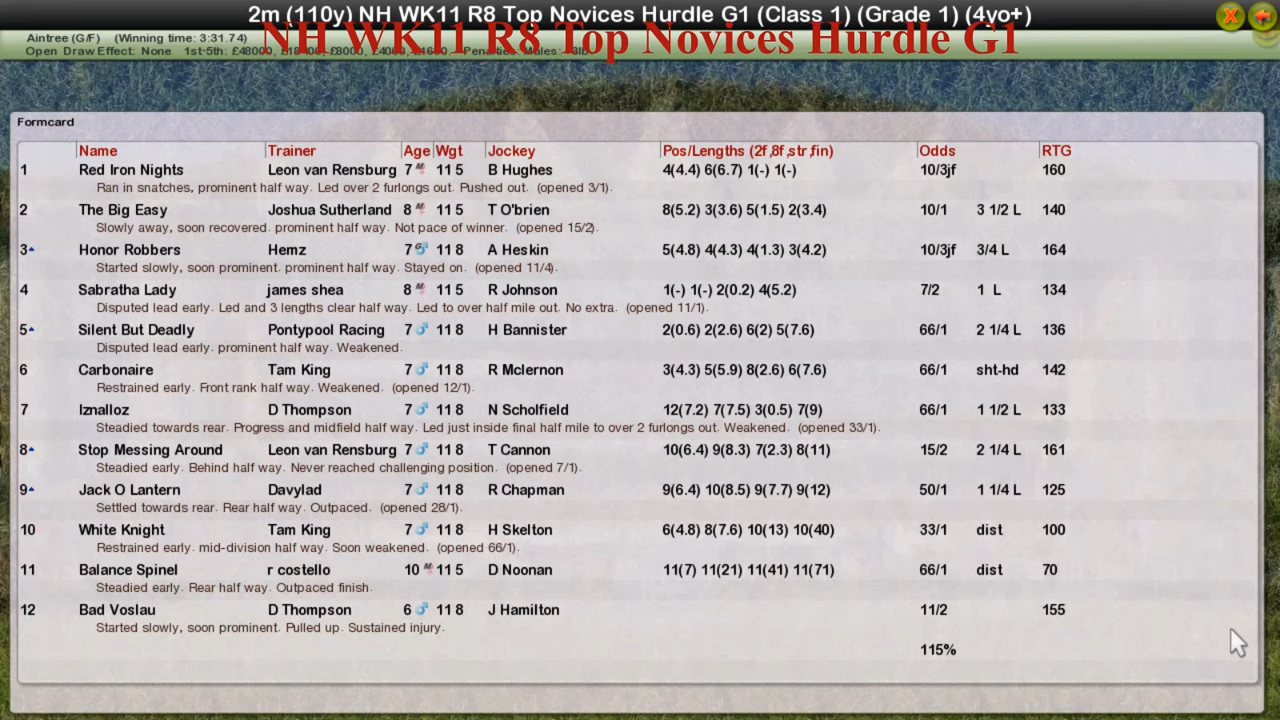 2m (110y) NH WK11 R8 Top Novices Hurdle G1 (Class 1) (Grade 1) (4yo+)
NH WK11 R8 Top Novices Hurdle G1
Aintree (G/F) (Winning time: 3:31.74)
Open Draw Effect: None 1st-5th: £48000, £8000, Males:
Formcard
Name Trainer Age Wgt Jockey Pos/Lengths (2f,8f,str,fin) Odds RTG
1 Red Iron Nights Leon van Rensburg 7 11 5 B Hughes 4(4.4) 6(6.7) 1(-) 1(-) 10/3jf 160
Ran in snatches, prominent half way. Led over 2 furlongs out. Pushed out. (opened 3/1).
2 The Big Easy Joshua Sutherland 8 11 5 T O'brien 8(5.2) 3(3.6) 5(1.5) 2(3.4) 10/1 3 1/2 L 140
Slowly away, soon recovered. prominent half way. Not pace of winner. (opened 15/2).
3 Honor Robbers Hemz 7 11 8 A Heskin 5(4.8) 4(4.3) 4(1.3) 3(4.2) 10/3jf 3/4 L 164
Started slowly, soon prominent. prominent half way. Stayed on. (opened 11/4).
4 Sabratha Lady james shea 8 11 5 R Johnson 1(-) 1(-) 2(0.2) 4(5.2) 7/2 1 L 134
Disputed lead early. Led and 3 lengths clear half way. Led to over half mile out. No extra. (opened 11/1).
5 Silent But Deadly Pontypool Racing 7 11 8 H Bannister 2(0.6) 2(2.6) 6(2) 5(7.6) 66/1 2 1/4 L 136
Disputed lead early. prominent half way. Weakened.
6 Carbonaire Tam King 7 11 8 R Mclernon 3(4.3) 5(5.9) 8(2.6) 6(7.6) 66/1 sht-hd 142
Restrained early. Front rank half way. Weakened. (opened 12/1).
7 Iznalloz D Thompson 7 11 8 N Scholfield 12(7.2) 7(7.5) 3(0.5) 7(9) 66/1 1 1/2 L 133
Steadied towards rear. Progress and midfield half way. Led just inside final half mile to over 2 furlongs out. Weakened. (opened 33/1).
8 Stop Messing Around Leon van Rensburg 7 11 8 T Cannon 10(6.4) 9(8.3) 7(2.3) 8(11) 15/2 2 1/4 L 161
Steadied early. Behind half way. Never reached challenging position. (opened 7/1).
9 Jack O Lantern Davylad 7 11 8 R Chapman 9(6.4) 10(8.5) 9(7.7) 9(12) 50/1 1 1/4 L 125
Settled towards rear. Rear half way. Outpaced. (opened 28/1).
10 White Knight Tam King 7 11 8 H Skelton 6(4.8) 8(7.6) 10(13) 10(40) 33/1 dist 100
Restrained early. mid-division half way. Soon weakened. (opened 66/1).
11 Balance Spinel r costello 10 11 5 D Noonan 11(7) 11(21) 11(41) 11(71) 66/1 dist 70
Steadied early. Rear half way. Outpaced finish.
12 Bad Voslau D Thompson 6 11 8 J Hamilton 11/2 155
Started slowly, soon prominent. Pulled up. Sustained injury.
115%